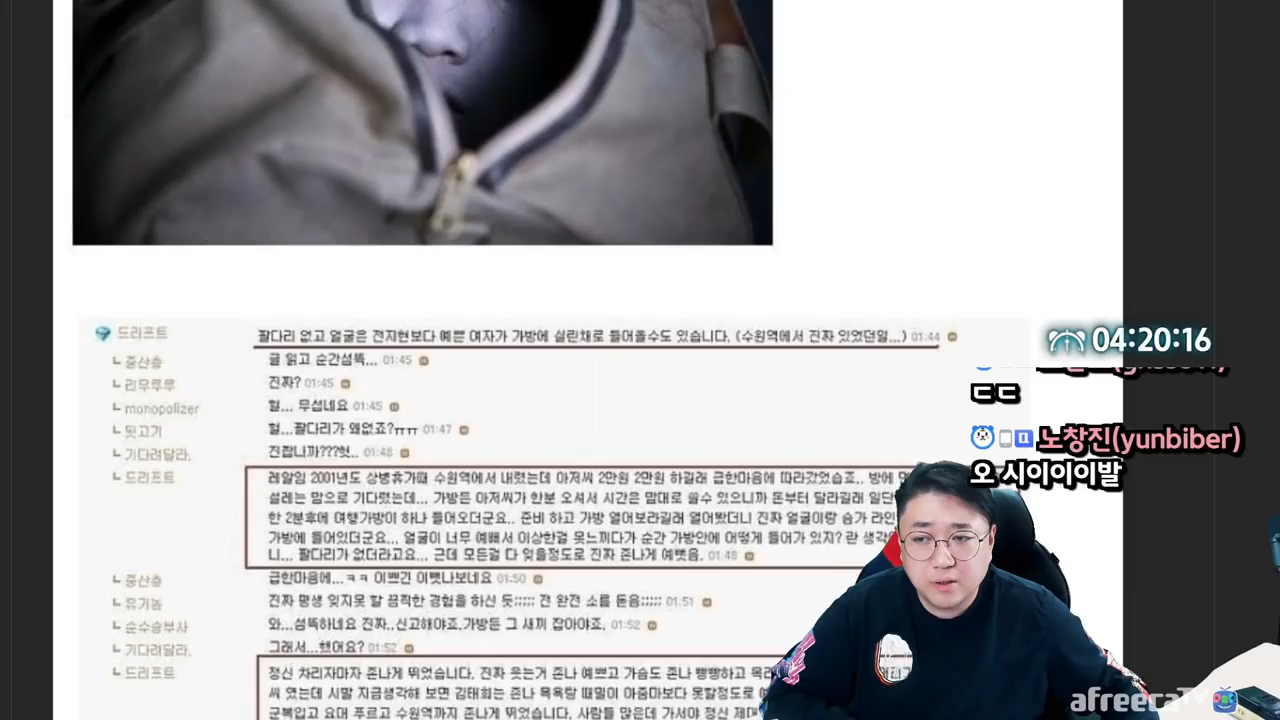 드리프트
팔다리 없고 얼굴은 전지현보다 예쁜 여자가 가방에 실린채로 들어올수도 있습니다. (수원역에서 진짜 있었던일...) 01:44
04:20:16
ㄴ 중산층
글 읽고 순간섬뜩... 01:45
ㄴ 리무루루
진짜? 01:45
ㄷㄷ
ㄴ monopolizer
헐... 무섭네요 01:45
ㄴ 뒷고기
헐...팔다리가 왜없죠?ㅠㅠ 01:47
노창진(yunbiber)
ㄴ 기다려달라.
진잡니까???헛.. 01:48
오 시이이이발
ㄴ 드리프트
레알임 2001년도 상병휴가때 수원역에서 내렸는데 아저씨 2만원 2만원 하길래 급한마음에 따라갔었습죠.. 방에
설레는 맘으로 기다렸는데... 가방든 아저씨가 한분 오셔서 시간은 맘대로 쓸수 있으니까 돈부터 달라길래 일단
한 2분후에 여행가방이 하나 들어오더군요.. 준비 하고 가방 열어보라길래 열어봤더니 진짜 얼굴이랑 슴가 라인
가방에 들어있더군요... 얼굴이 너무 예뻐서 이상한걸 못느끼다가 순간 가방안에 어떻게 들어가 있지? 란 생각
니... 팔다리가 없더라고요... 근데 모든걸 다 잊을정도로 진짜 존나게 예뻤음. 01:48
ㄴ 중산층
급한마음에...ㅋㅋ 이쁘긴 이뻣나보네요 01:50
ㄴ 유기농
진짜 평생 잊지못 할 끔찍한 경험을 하신 듯;;;;; 전 완전 소름 돋음;;;;; 01:51
ㄴ 순수승부사
와...섬뜩하네요 진짜..신고해야죠.가방든 그 새끼 잡아야죠. 01:52
ㄴ 기다려달라.
그래서...했어요? 01:52
ㄴ 드리프트
정신 차리자마자 존나게 뛰었습니다. 진짜 웃는거 존나 예쁘고 가슴도 존나 빵빵하고
씨 였는데 시발 지금생각해 보면 김태희는 존나 목욕탕 때밀이 아줌마보다 못할정도로
군복입고 요대 푸르고 수원역까지 존나게 뛰었습니다. 사람들 많은데 가서야 정신
afreecaTV